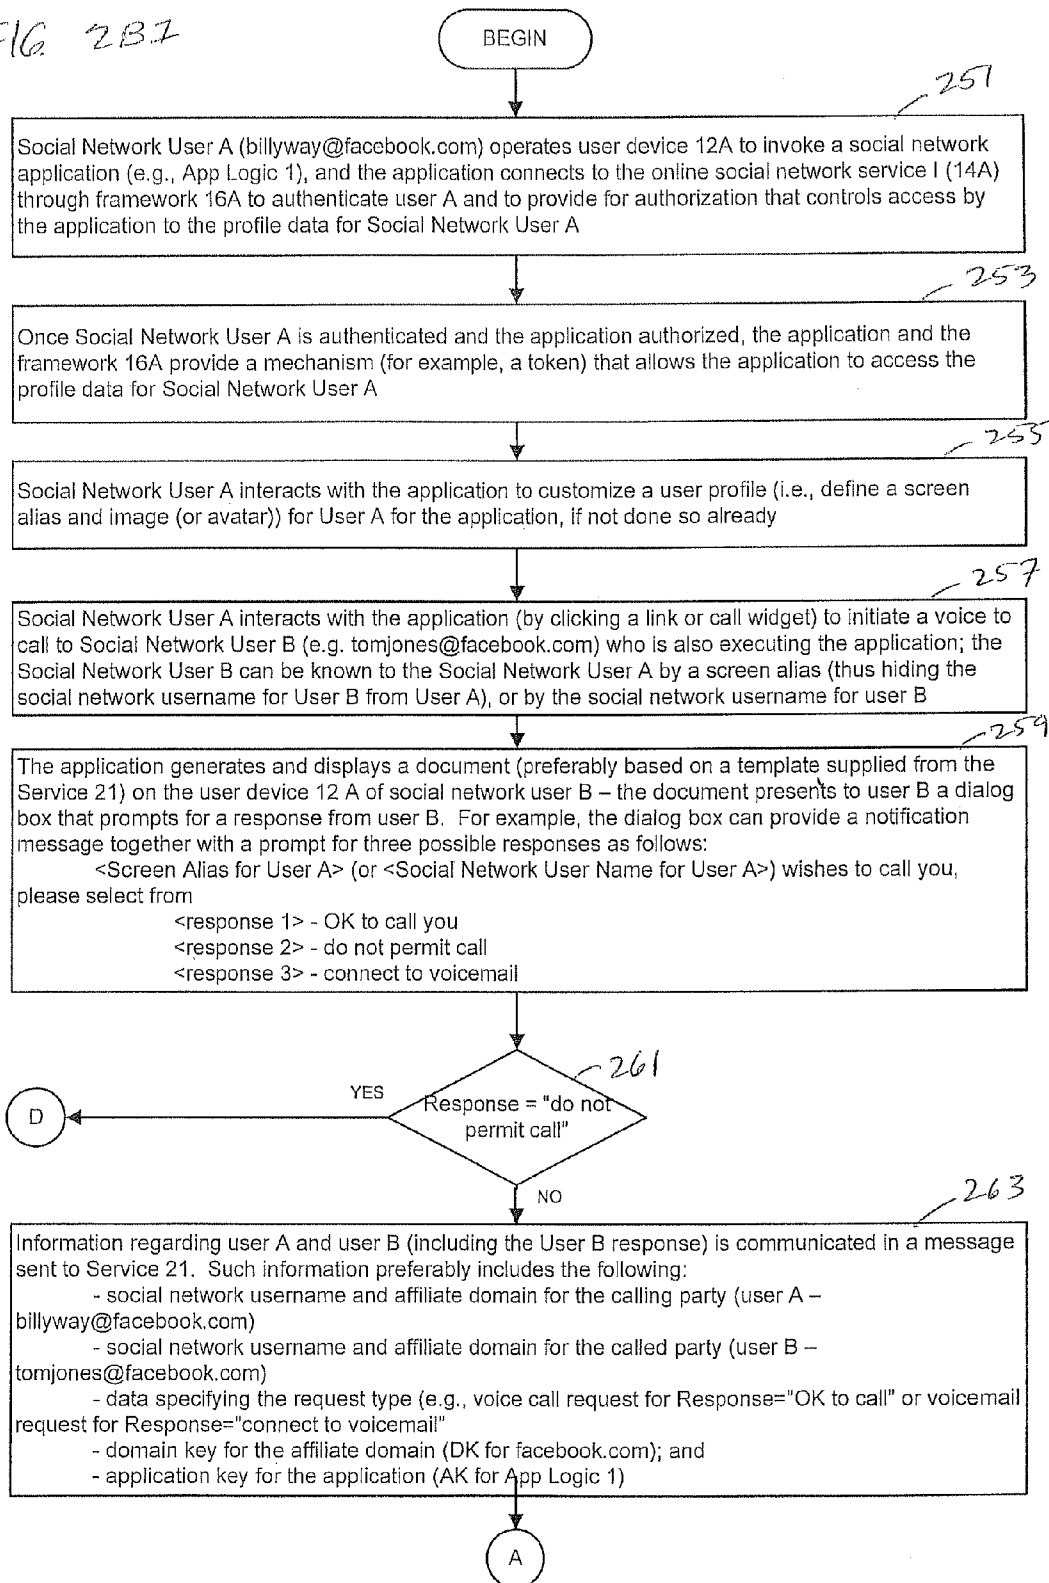 FIG. 2B1
BEGIN
251
Social Network User A (billyway@facebook.com) operates user device 12A to invoke a social network
application (e.g., App Logic 1), and the application connects to the online social network service I (14A)
through framework 16A to authenticate user A and to provide for authorization that controls access by
the application to the profile data for Social Network User A
253
Once Social Network User A is authenticated and the application authorized, the application and the
framework 16A provide a mechanism (for example, a token) that allows the application to access the
profile data for Social Network User A
255
Social Network User A interacts with the application to customize a user profile (i.e., define a screen
alias and image (or avatar)) for User A for the application, if not done so already
257
Social Network User A interacts with the application (by clicking a link or call widget) to initiate a voice to
call to Social Network User B (e.g. tomjones@facebook.com) who is also executing the application; the
Social Network User B can be known to the Social Network User A by a screen alias (thus hiding the
social network username for User B from User A), or by the social network username for user B
259
The application generates and displays a document (preferably based on a template supplied from the
Service 21) on the user device 12 A of social network user B – the document presents to user B a dialog
box that prompts for a response from user B. For example, the dialog box can provide a notification
message together with a prompt for three possible responses as follows:
<Screen Alias for User A> (or <Social Network User Name for User A>) wishes to call you,
please select from
<response 1> - OK to call you
<response 2> - do not permit call
<response 3> - connect to voicemail
261
YES
Response = "do not
permit call"
D
NO
263
Information regarding user A and user B (including the User B response) is communicated in a message
sent to Service 21. Such information preferably includes the following:
- social network username and affiliate domain for the calling party (user A –
billyway@facebook.com)
- social network username and affiliate domain for the called party (user B –
tomjones@facebook.com)
- data specifying the request type (e.g., voice call request for Response="OK to call" or voicemail
request for Response="connect to voicemail"
- domain key for the affiliate domain (DK for facebook.com); and
- application key for the application (AK for App Logic 1)
A